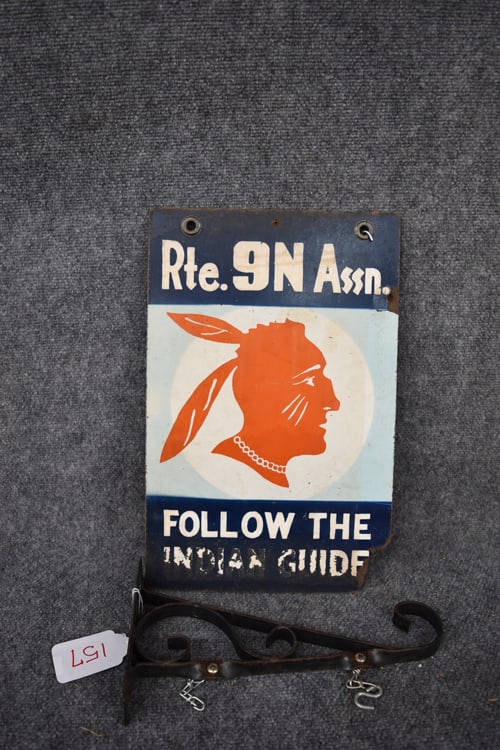 Rte. 9N Assn.
FOLLOW THE
INDIAN GUIDE
157